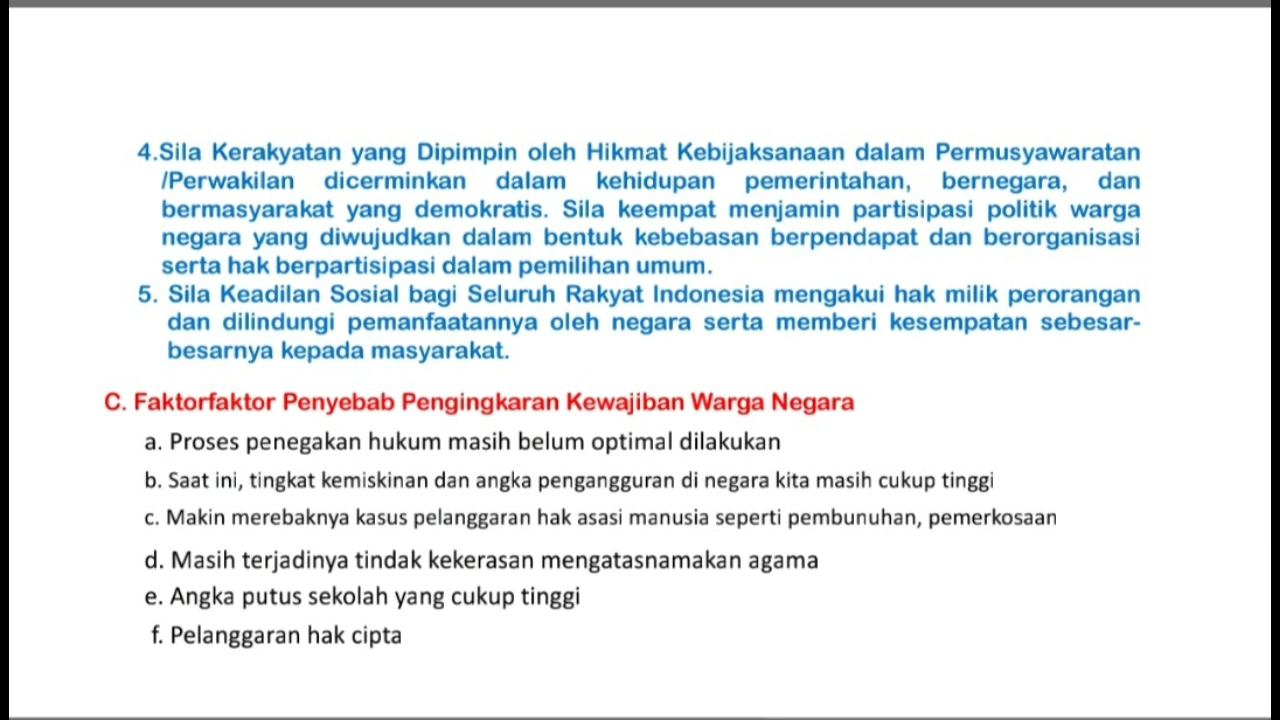 4.Sila Kerakyatan yang Dipimpin oleh Hikmat Kebijaksanaan dalam Permusyawaratan
/Perwakilan dicerminkan dalam kehidupan pemerintahan, bernegara, dan
bermasyarakat yang demokratis. Sila keempat menjamin partisipasi politik warga
negara yang diwujudkan dalam bentuk kebebasan berpendapat dan berorganisasi
serta hak berpartisipasi dalam pemilihan umum.
5. Sila Keadilan Sosial bagi Seluruh Rakyat Indonesia mengakui hak milik perorangan
dan dilindungi pemanfaatannya oleh negara serta memberi kesempatan sebesar-
besarnya kepada masyarakat.
C. Faktorfaktor Penyebab Pengingkaran Kewajiban Warga Negara
a. Proses penegakan hukum masih belum optimal dilakukan
b. Saat ini, tingkat kemiskinan dan angka pengangguran di negara kita masih cukup tinggi
c. Makin merebaknya kasus pelanggaran hak asasi manusia seperti pembunuhan, pemerkosaan
d. Masih terjadinya tindak kekerasan mengatasnamakan agama
e. Angka putus sekolah yang cukup tinggi
f. Pelanggaran hak cipta